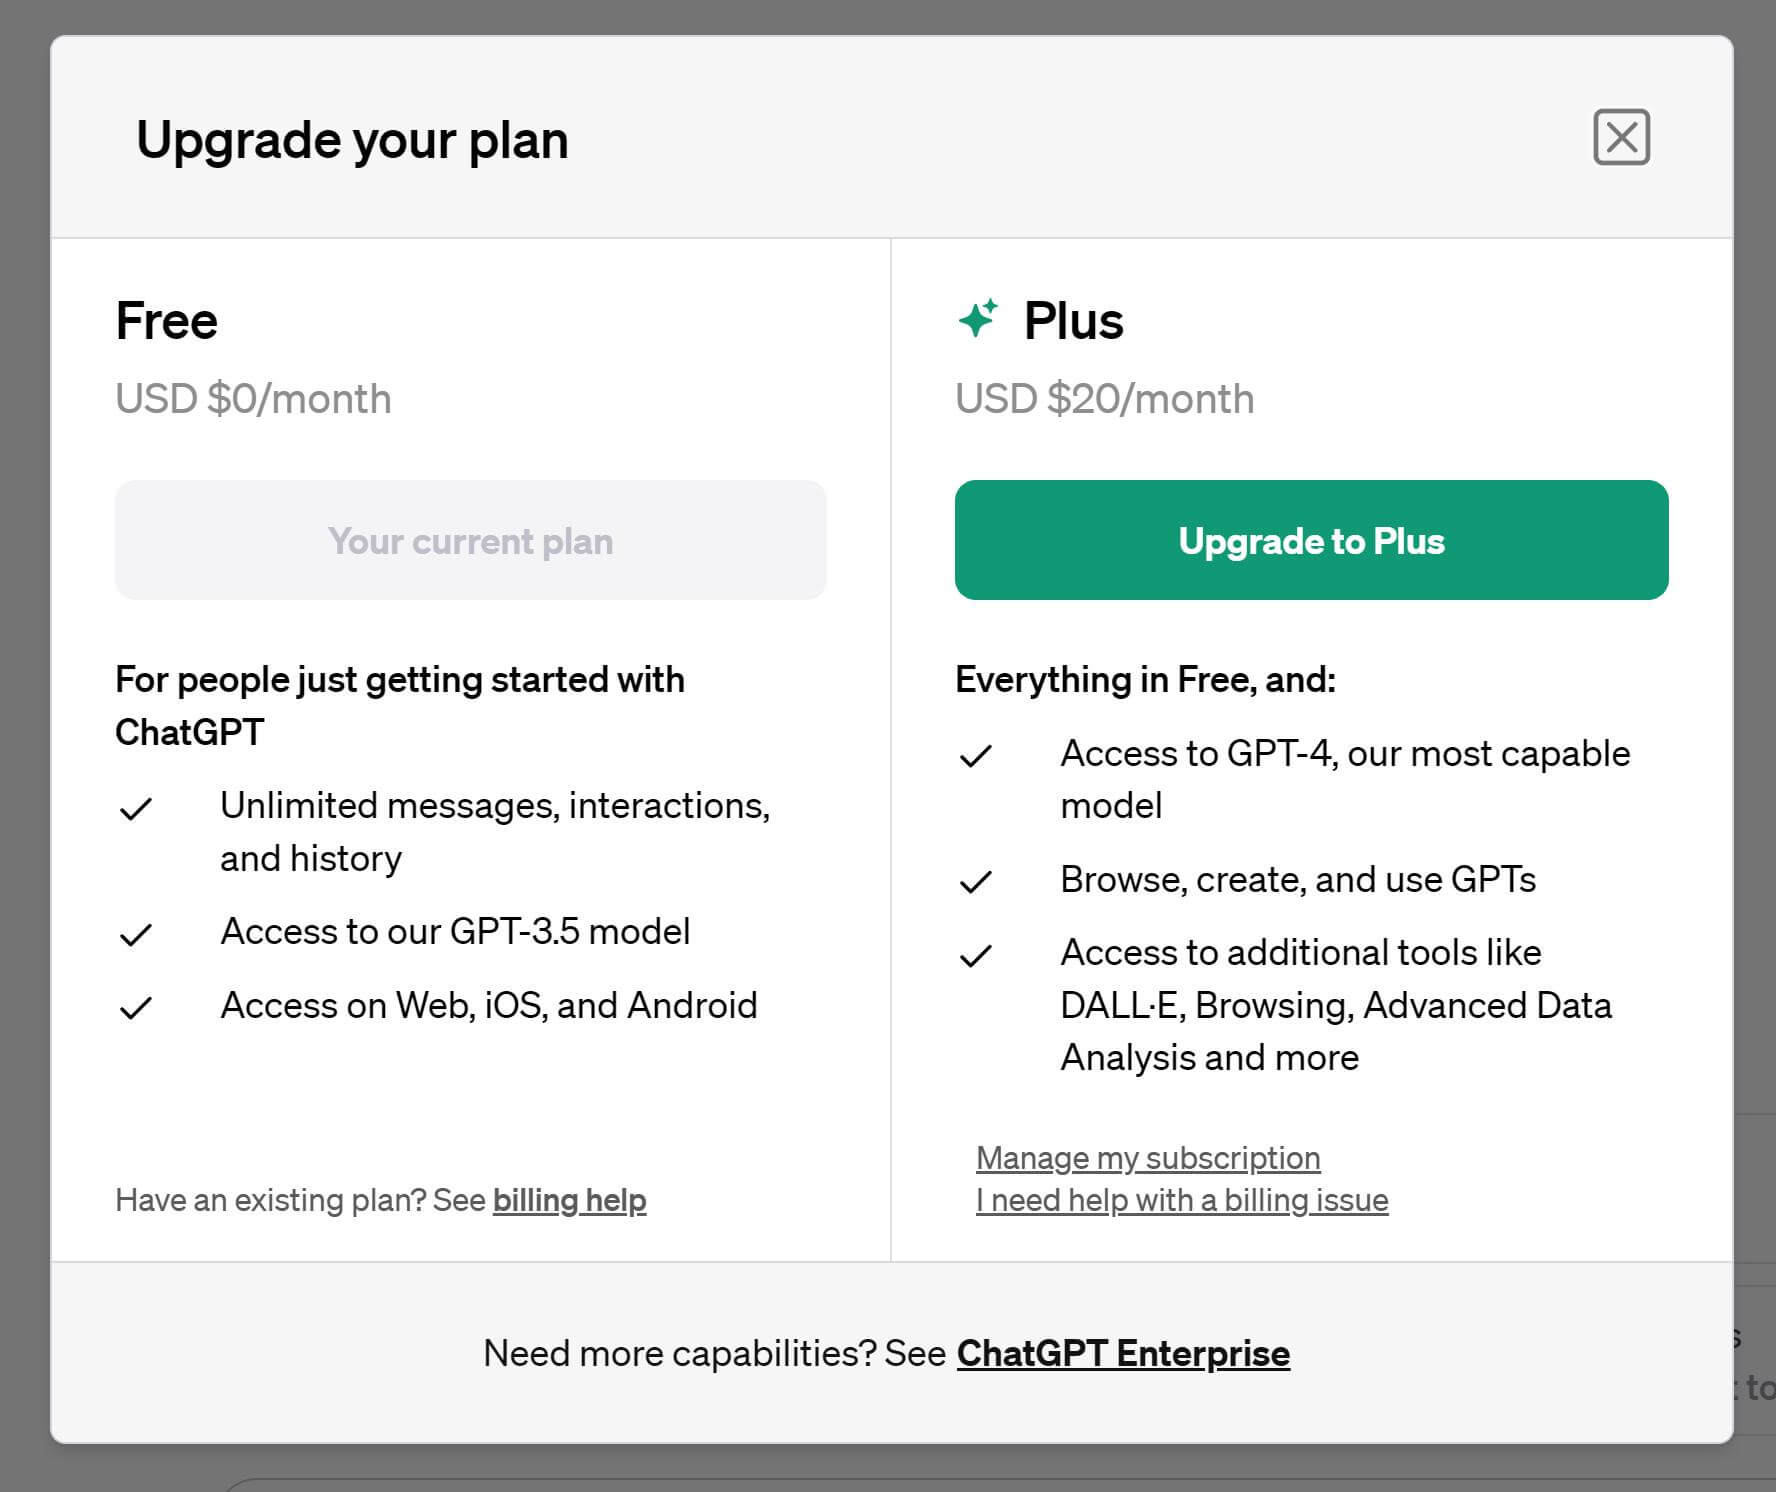 Upgrade your plan
Free
USD $0/month
Your current plan
For people just getting started with
ChatGPT
Unlimited messages, interactions,
and history
Access to our GPT-3.5 model
Access on Web, iOS, and Android
Have an existing plan? See billing help
Plus
USD $20/month
Upgrade to Plus
Everything in Free, and:
Access to GPT-4, our most capable
model
Browse, create, and use GPTs
Access to additional tools like
DALL·E, Browsing, Advanced Data
Analysis and more
Manage my subscription
I need help with a billing issue
Need more capabilities? See ChatGPT Enterprise